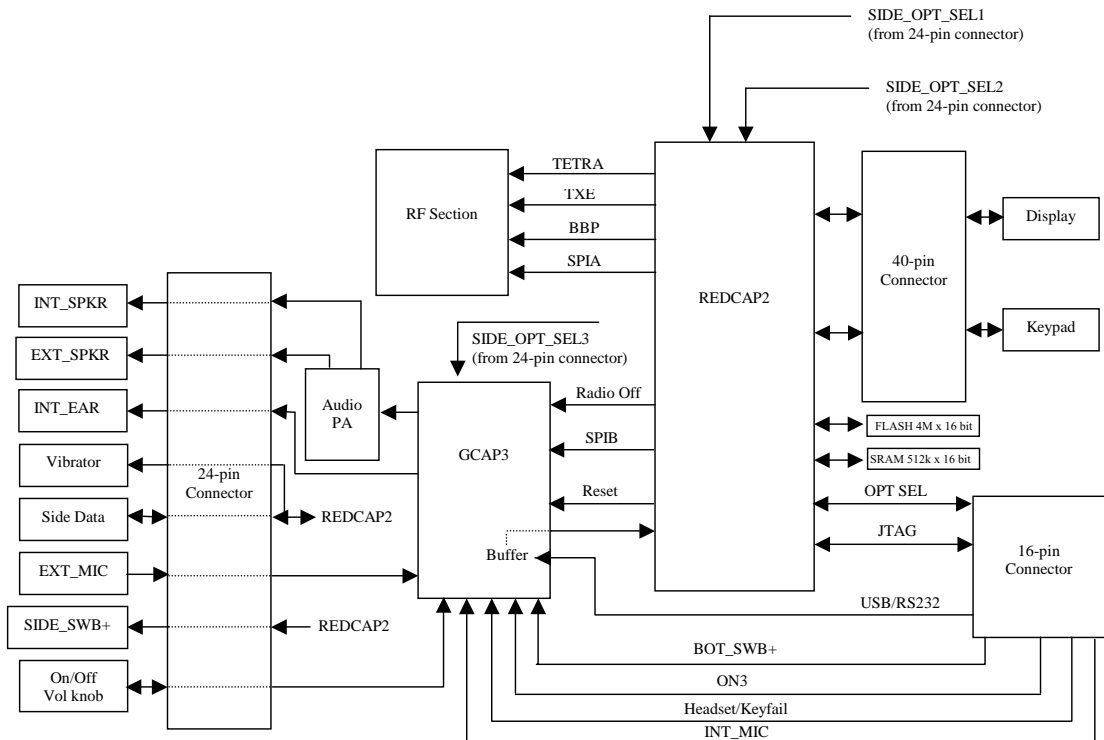 SIDE_OPT_SEL1
(from 24-pin connector)
SIDE_OPT_SEL2
(from 24-pin connector)
TETRA
TXE
BBP
SPIA
RF Section
REDCAP2
40-pin
Connector
Display
Keypad
SIDE_OPT_SEL3
(from 24-pin connector)
INT_SPKR
EXT_SPKR
INT_EAR
Vibrator
Side Data
EXT_MIC
SIDE_SWB+
On/Off
Vol knob
24-pin
Connector
Audio
PA
REDCAP2
REDCAP2
GCAP3
Buffer
Radio Off
SPIB
Reset
FLASH 4M x 16 bit
SRAM 512k x 16 bit
OPT SEL
JTAG
16-pin
Connector
USB/RS232
BOT_SWB+
ON3
Headset/Keyfail
INT_MIC